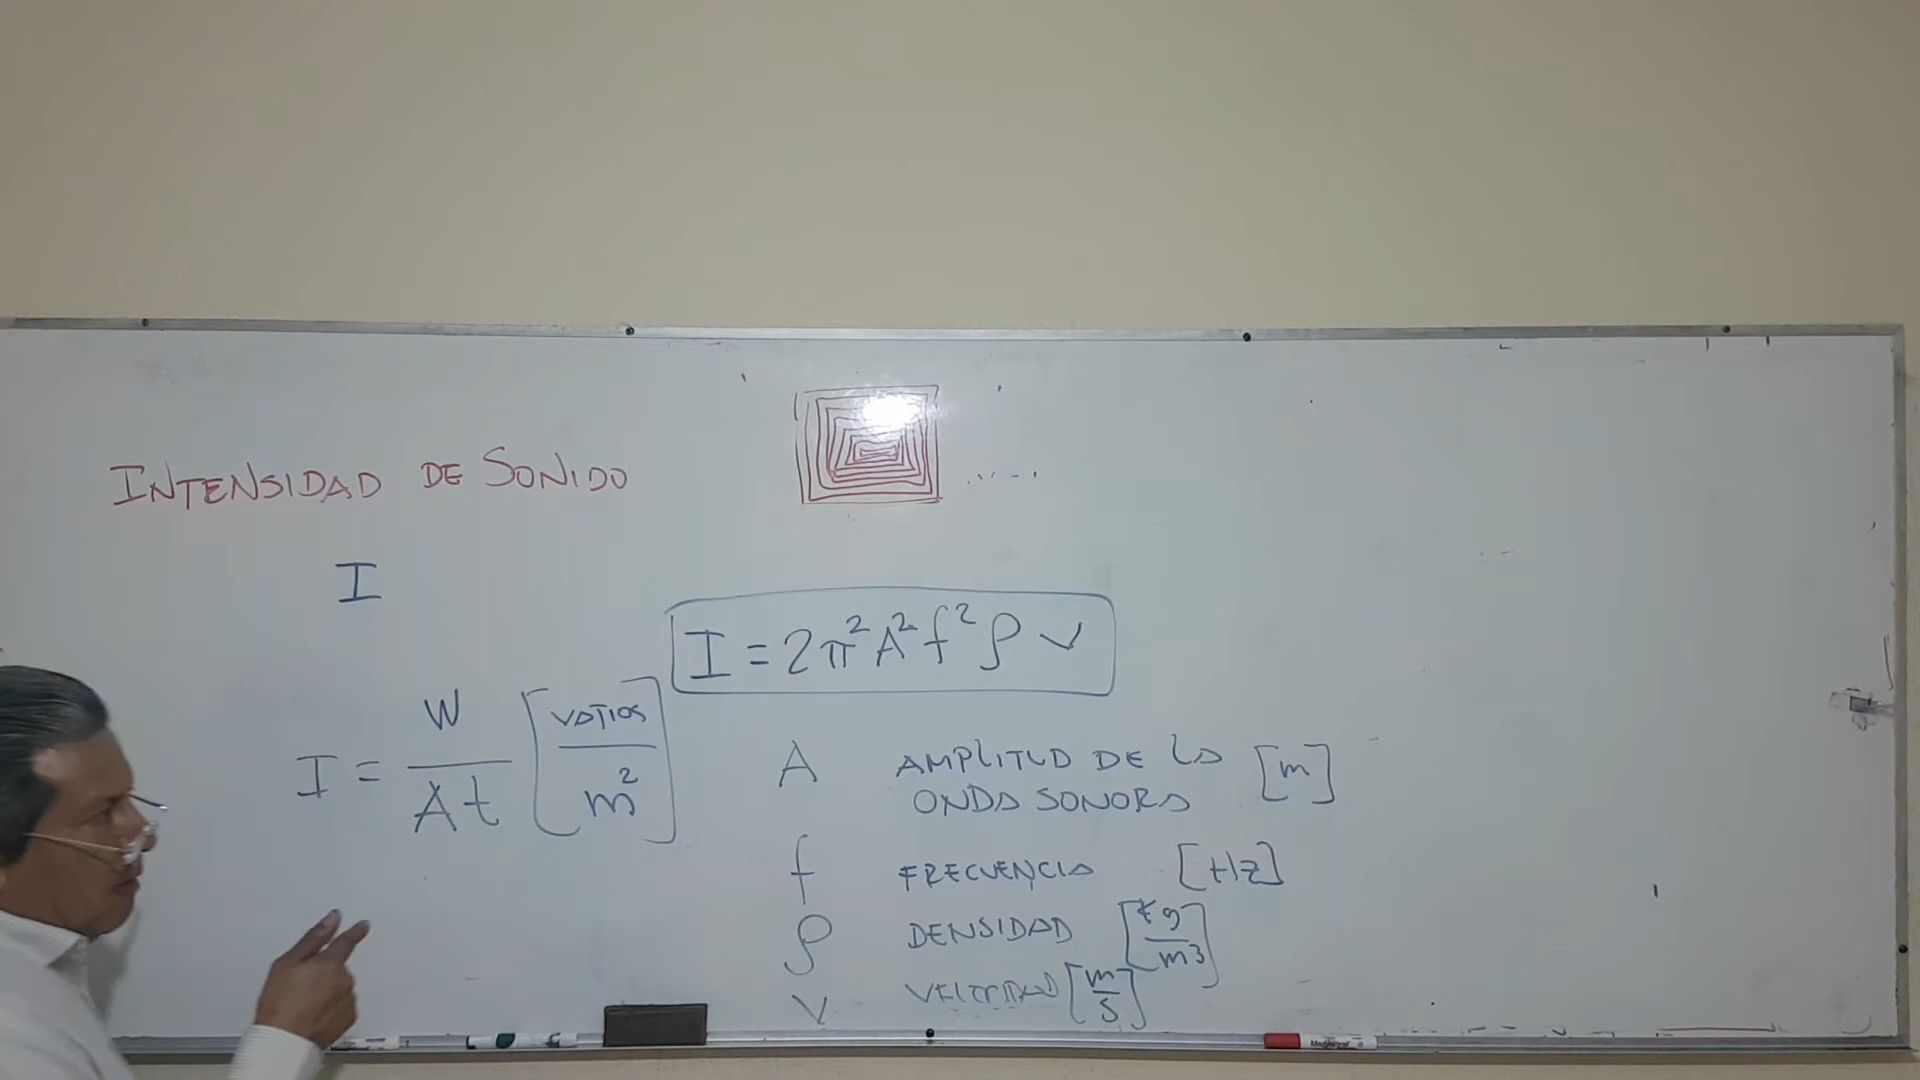 INTENSIDAD DE SONIDO
I
I = 2π²A²f²ρv
I = W / At [vatios / m²]
A AMPLITUD DE LA ONDA SONORA [m]
f FRECUENCIA [Hz]
ρ DENSIDAD [kg / m3]
v VELOCIDAD [m / s]